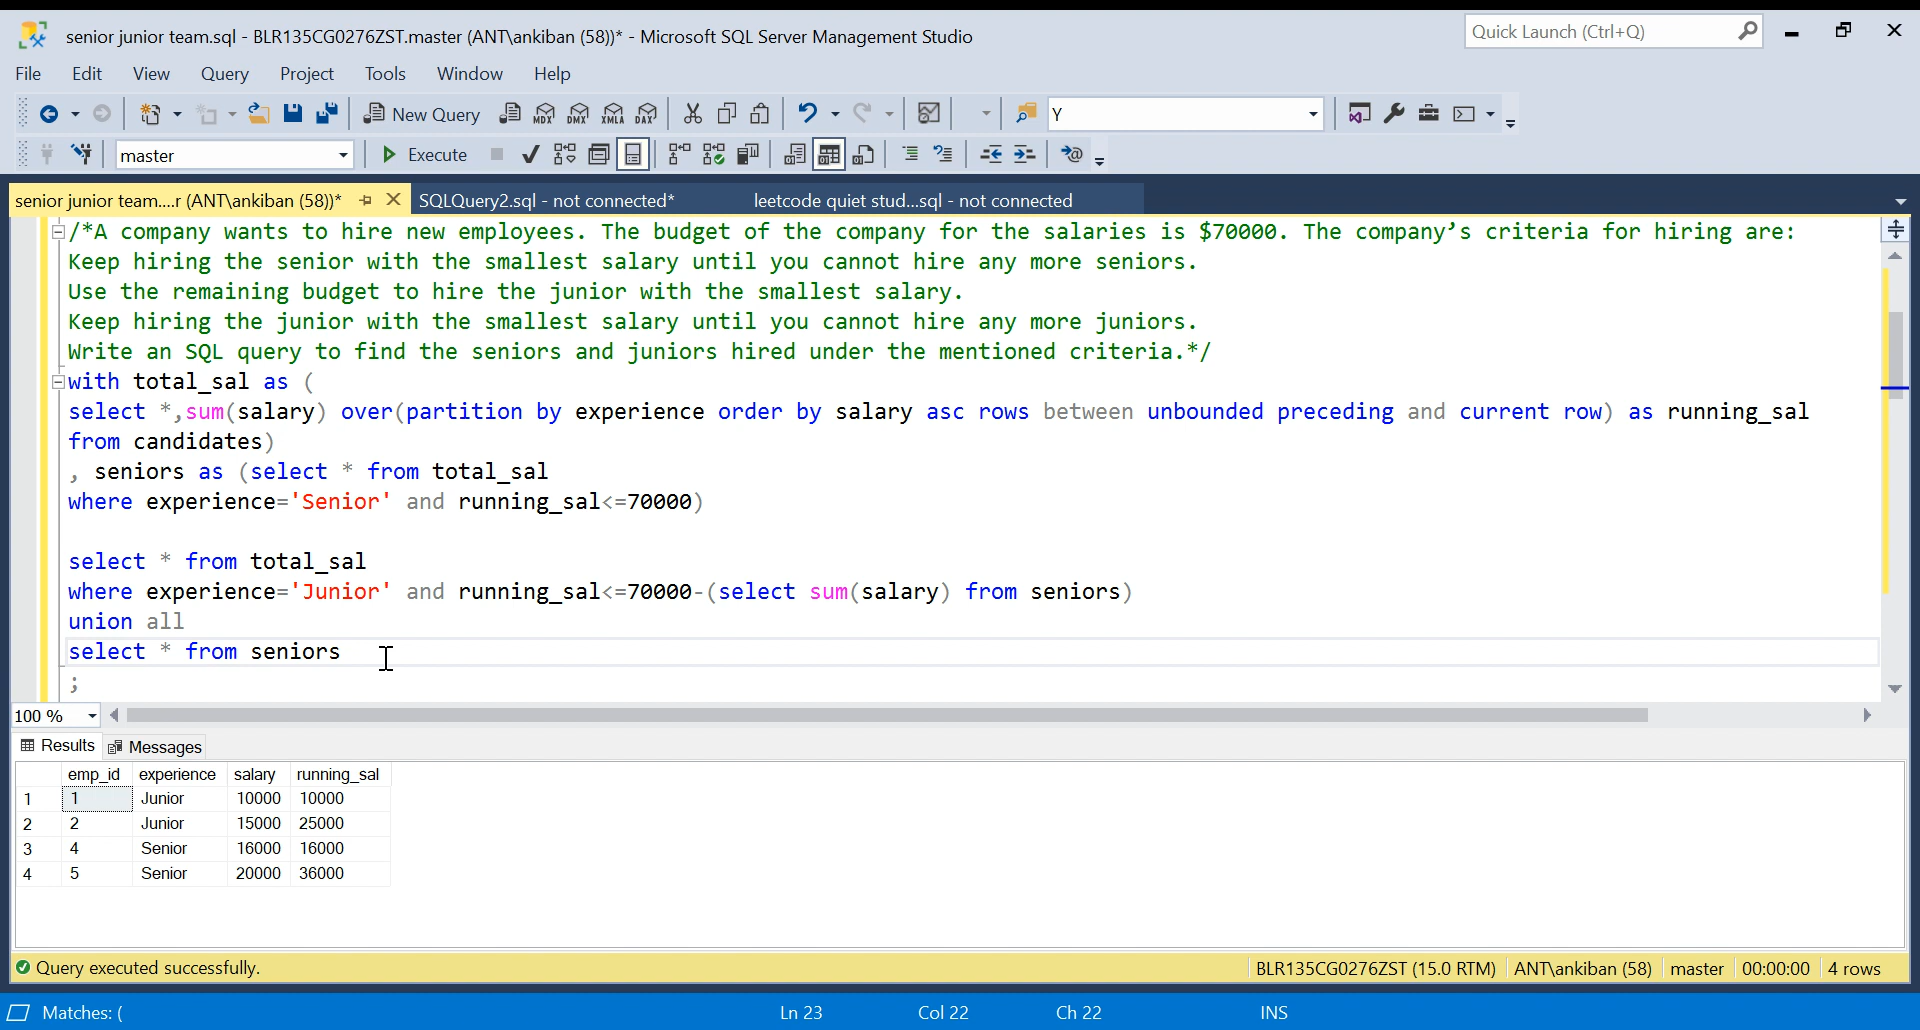 senior junior team.sql - BLR135CG0276ZST.master (ANT\ankiban (58))* - Microsoft SQL Server Management Studio
Quick Launch (Ctrl+Q)
File Edit View Query Project Tools Window Help
New Query MDX DMX XMLA DAX Y
master Execute
senior junior team....r (ANT\ankiban (58))* SQLQuery2.sql - not connected* leetcode quiet stud...sql - not connected
/*A company wants to hire new employees. The budget of the company for the salaries is $70000. The company’s criteria for hiring are:
Keep hiring the senior with the smallest salary until you cannot hire any more seniors.
Use the remaining budget to hire the junior with the smallest salary.
Keep hiring the junior with the smallest salary until you cannot hire any more juniors.
Write an SQL query to find the seniors and juniors hired under the mentioned criteria.*/
with total_sal as (
select *,sum(salary) over(partition by experience order by salary asc rows between unbounded preceding and current row) as running_sal
from candidates)
, seniors as (select * from total_sal
where experience='Senior' and running_sal<=70000)
select * from total_sal
where experience='Junior' and running_sal<=70000-(select sum(salary) from seniors)
union all
select * from seniors
;
100 %
Results Messages
emp_id experience salary running_sal
1 1 Junior 10000 10000
2 2 Junior 15000 25000
3 4 Senior 16000 16000
4 5 Senior 20000 36000
Query executed successfully. BLR135CG0276ZST (15.0 RTM) ANT\ankiban (58) master 00:00:00 4 rows
Matches: ( Ln 23 Col 22 Ch 22 INS